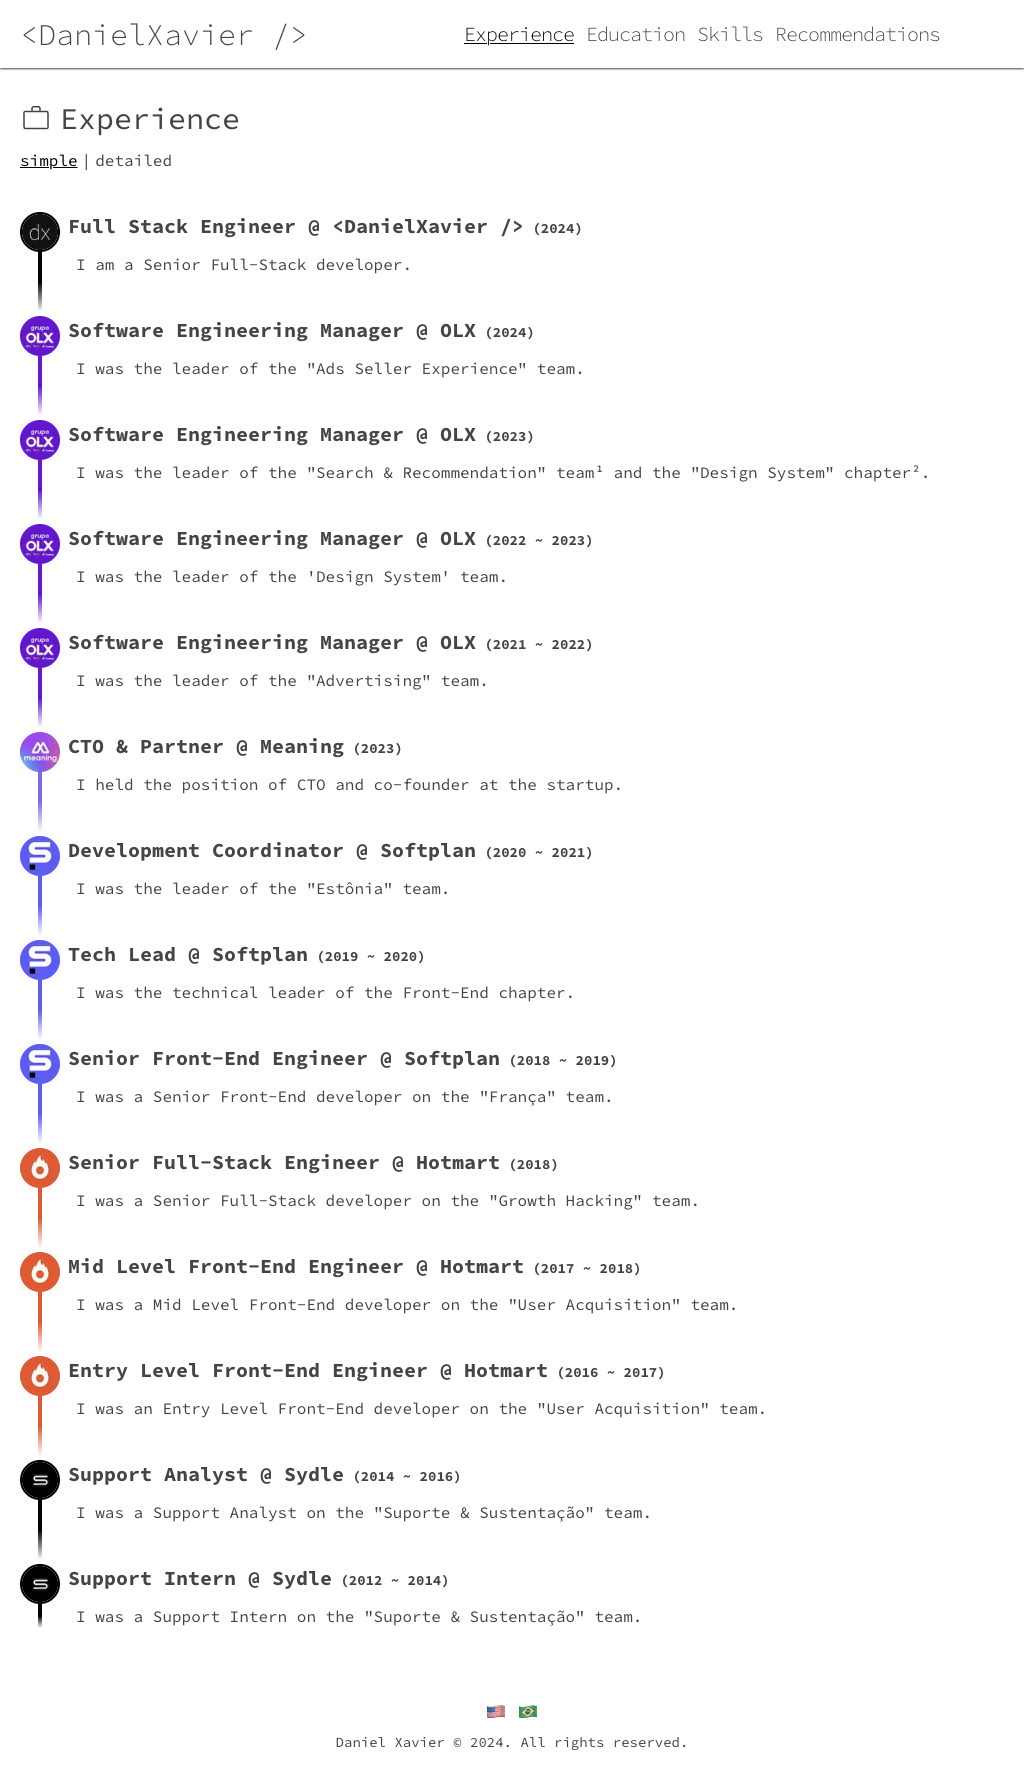 <DanielXavier />
Experience Education Skills Recommendations
Experience
simple | detailed
dx
Full Stack Engineer @ <DanielXavier /> (2024)
I am a Senior Full-Stack developer.
grupo
OLX
Software Engineering Manager @ OLX (2024)
I was the leader of the "Ads Seller Experience" team.
grupo
OLX
Software Engineering Manager @ OLX (2023)
I was the leader of the "Search & Recommendation" team¹ and the "Design System" chapter².
grupo
OLX
Software Engineering Manager @ OLX (2022 ~ 2023)
I was the leader of the 'Design System' team.
grupo
OLX
Software Engineering Manager @ OLX (2021 ~ 2022)
I was the leader of the "Advertising" team.
meaning
CTO & Partner @ Meaning (2023)
I held the position of CTO and co-founder at the startup.
Development Coordinator @ Softplan (2020 ~ 2021)
I was the leader of the "Estônia" team.
Tech Lead @ Softplan (2019 ~ 2020)
I was the technical leader of the Front-End chapter.
Senior Front-End Engineer @ Softplan (2018 ~ 2019)
I was a Senior Front-End developer on the "França" team.
Senior Full-Stack Engineer @ Hotmart (2018)
I was a Senior Full-Stack developer on the "Growth Hacking" team.
Mid Level Front-End Engineer @ Hotmart (2017 ~ 2018)
I was a Mid Level Front-End developer on the "User Acquisition" team.
Entry Level Front-End Engineer @ Hotmart (2016 ~ 2017)
I was an Entry Level Front-End developer on the "User Acquisition" team.
Support Analyst @ Sydle (2014 ~ 2016)
I was a Support Analyst on the "Suporte & Sustentação" team.
Support Intern @ Sydle (2012 ~ 2014)
I was a Support Intern on the "Suporte & Sustentação" team.
Daniel Xavier © 2024. All rights reserved.